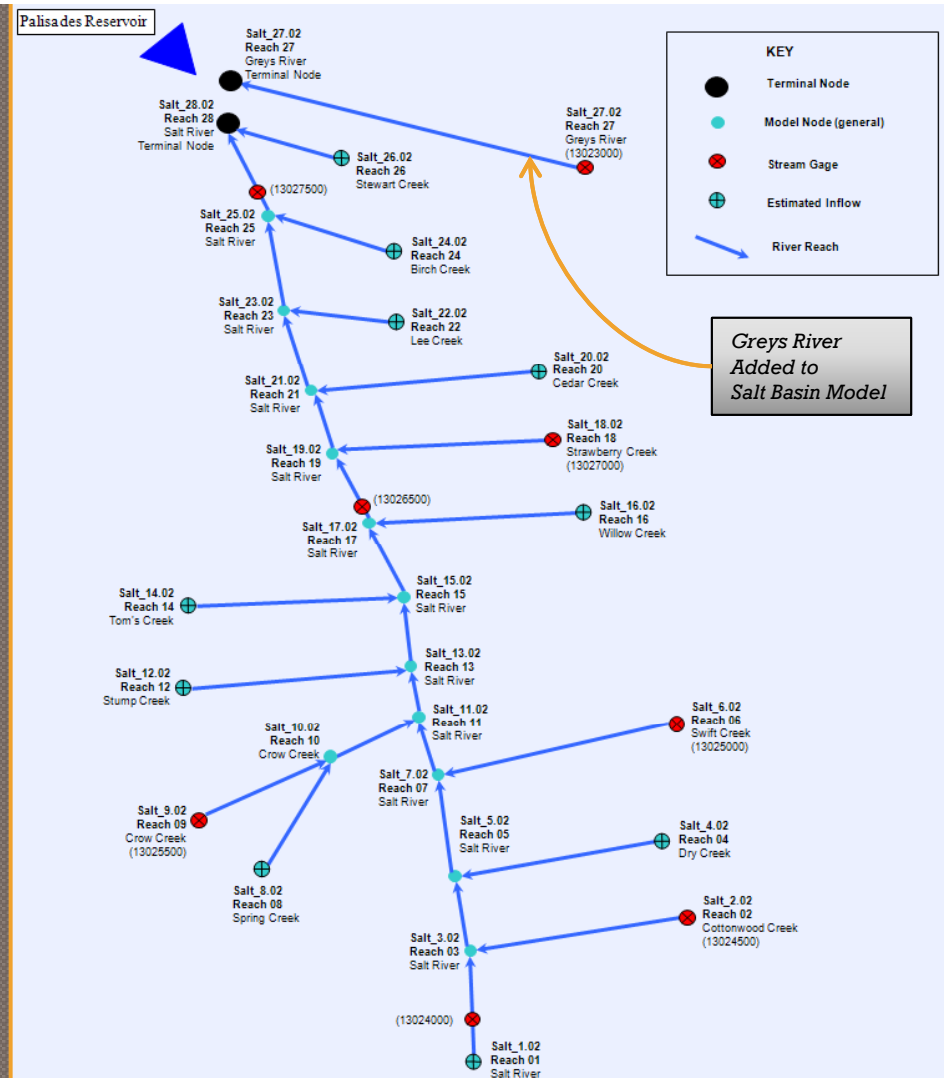 Palisades Reservoir
Salt_27.02
Reach 27
Greys River
Terminal Node
Salt_28.02
Reach 28
Salt River
Terminal Node
Salt_27.02
Reach 27
Greys River
(13023000)
Salt_26.02
Reach 26
Stewart Creek
(13027500)
Salt_25.02
Reach 25
Salt River
Salt_24.02
Reach 24
Birch Creek
Salt_23.02
Reach 23
Salt River
Salt_22.02
Reach 22
Lee Creek
Salt_21.02
Reach 21
Salt River
Salt_20.02
Reach 20
Cedar Creek
Salt_19.02
Reach 19
Salt River
Salt_18.02
Reach 18
Strawberry Creek
(13027000)
(13026500)
Salt_17.02
Reach 17
Salt River
Salt_16.02
Reach 16
Willow Creek
Salt_15.02
Reach 15
Salt River
Salt_14.02
Reach 14
Tom's Creek
Salt_13.02
Reach 13
Salt River
Salt_12.02
Reach 12
Stump Creek
Salt_11.02
Reach 11
Salt River
Salt_10.02
Reach 10
Crow Creek
Salt_6.02
Reach 06
Swift Creek
(13025000)
Salt_7.02
Reach 07
Salt River
Salt_9.02
Reach 09
Crow Creek
(13025500)
Salt_5.02
Reach 05
Salt River
Salt_4.02
Reach 04
Dry Creek
Salt_8.02
Reach 08
Spring Creek
Salt_2.02
Reach 02
Cottonwood Creek
(13024500)
Salt_3.02
Reach 03
Salt River
(13024000)
Salt_1.02
Reach 01
Salt River
KEY
Terminal Node
Model Node (general)
Stream Gage
Estimated Inflow
River Reach
Greys River
Added to
Salt Basin Model